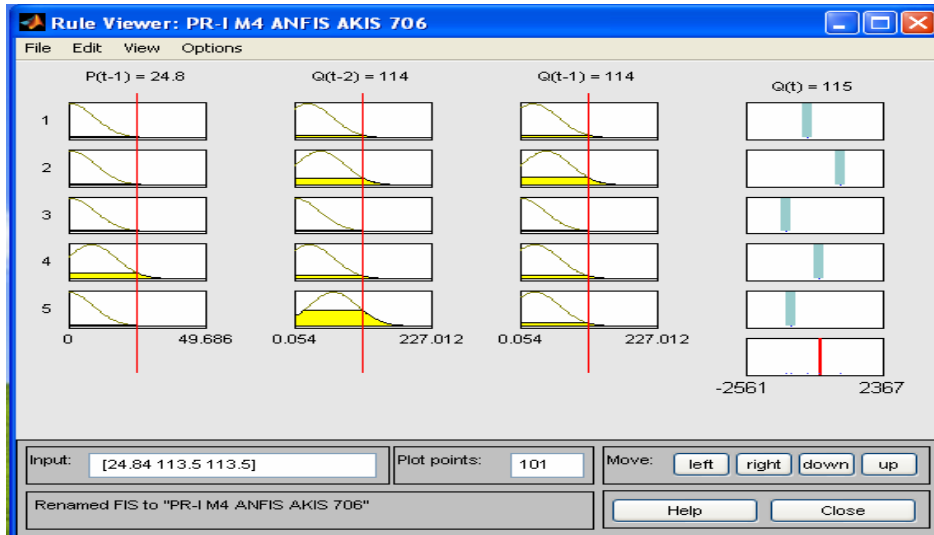 Rule Viewer: PR-I M4 ANFIS AKIS 706
File Edit View Options
P(t-1) = 24.8 Q(t-2) = 114 Q(t-1) = 114 Q(t) = 115
1
2
3
4
5
0 49.686 0.054 227.012 0.054 227.012
-2561 2367
Input: [24.84 113.5 113.5] Plot points: 101 Move: left right down up
Renamed FIS to "PR-I M4 ANFIS AKIS 706" Help Close